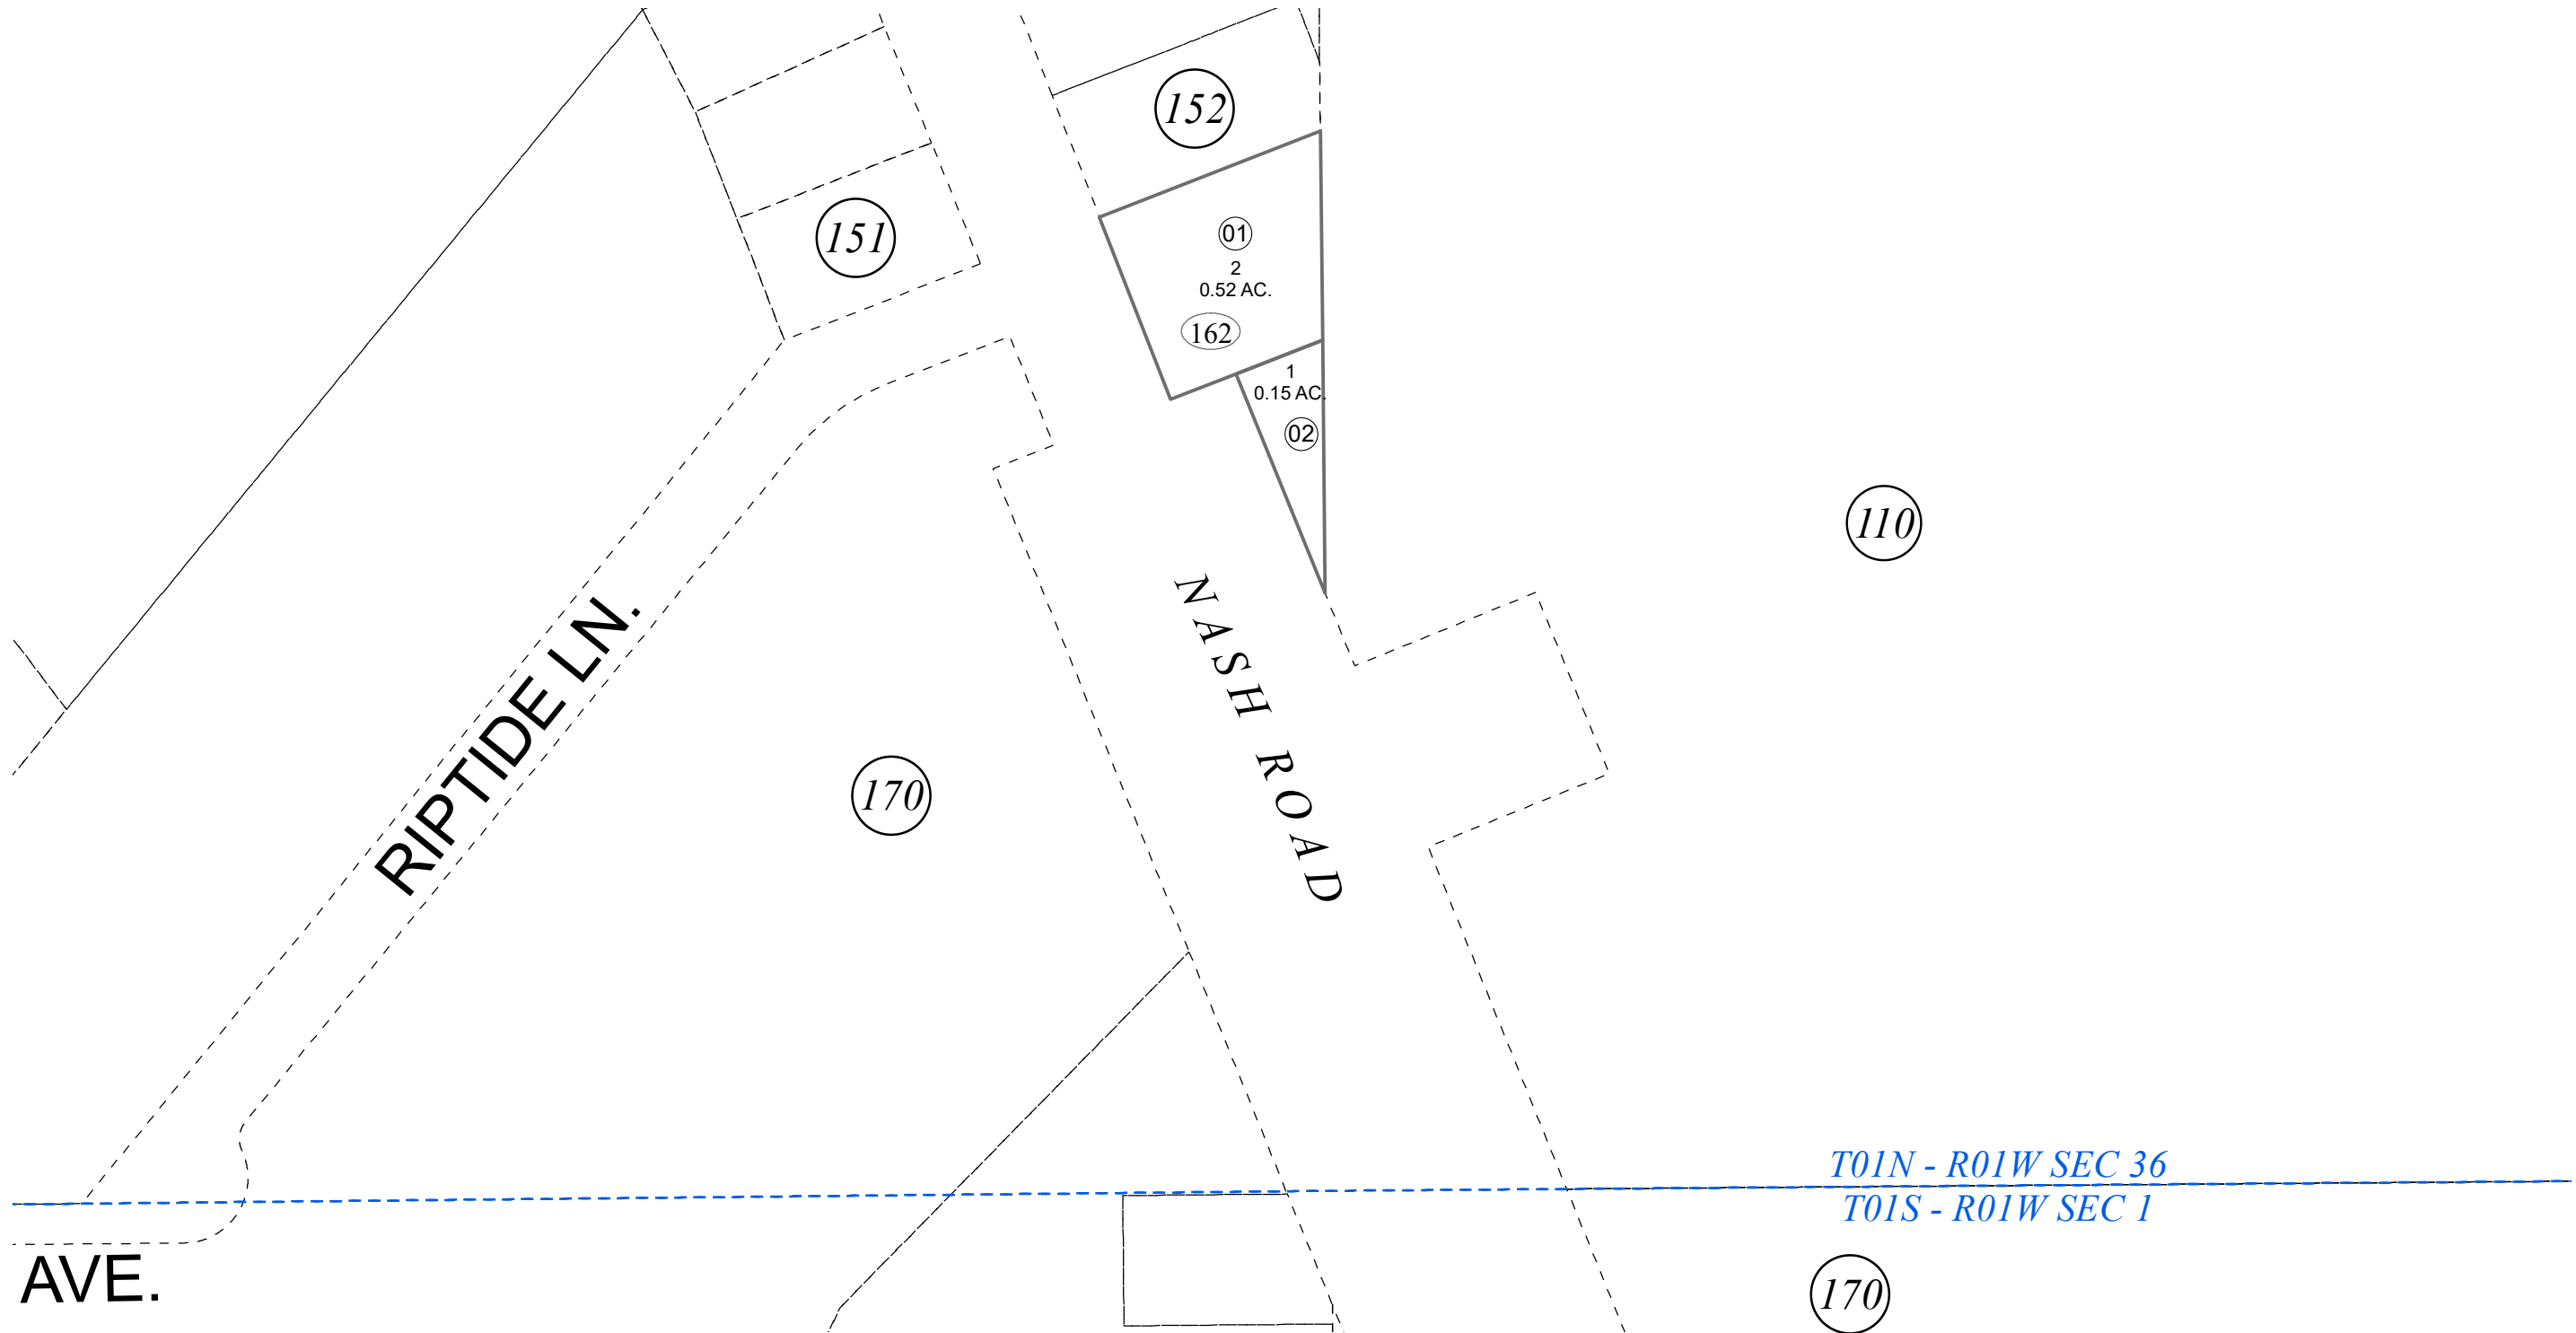 152
151
01
2
0.52 AC.
162
1
0.15 AC.
02
110
RIPTIDE LN.
NASH ROAD
170
T01N - R01W SEC 36
T01S - R01W SEC 1
AVE.
170